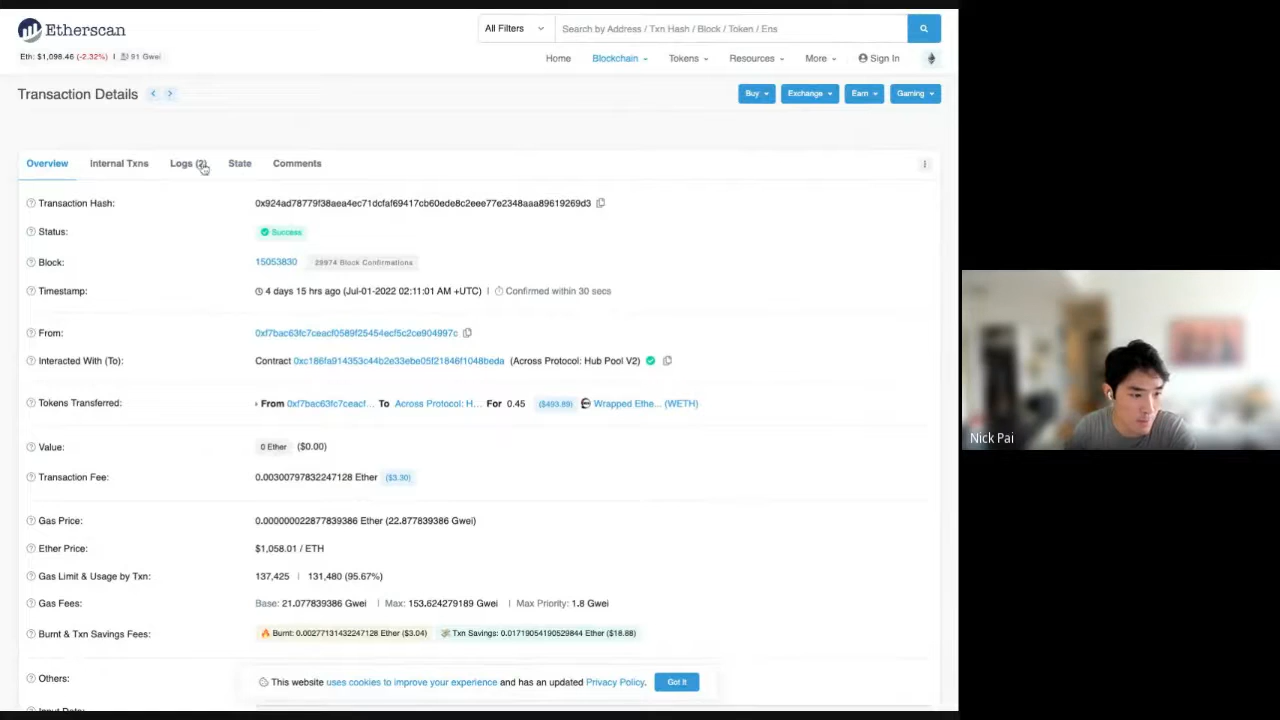 Etherscan
All Filters
Search by Address / Txn Hash / Block / Token / Ens
Eth: $1,098.46 (-2.32%) | 91 Gwei
Home Blockchain Tokens Resources More Sign In
Transaction Details
Buy Exchange Earn Gaming
Overview Internal Txns Logs (2) State Comments
Transaction Hash: 0x924ad78779f38aea4ec71dcfaf69417cb60ede8c2eee77e2348aaa89619269d3
Status: Success
Block: 15053830 28974 Block Confirmations
Timestamp: 4 days 15 hrs ago (Jul-01-2022 02:11:01 AM +UTC) | Confirmed within 30 secs
From: 0xf7bac63fc7ceacf0589f25454ecf5c2ce904997c
Interacted With (To): Contract 0xc186fa914353c44b2e33ebe05f21846f1048beda (Across Protocol: Hub Pool V2)
Tokens Transferred: From 0xf7bac63fc7ceacf... To Across Protocol: H... For 0.45 ($493.89) Wrapped Ethe... (WETH)
Value: 0 Ether ($0.00)
Transaction Fee: 0.00300797832247128 Ether ($3.30)
Gas Price: 0.000000022877839386 Ether (22.877839386 Gwei)
Ether Price: $1,058.01 / ETH
Gas Limit & Usage by Txn: 137,425 | 131,480 (95.67%)
Gas Fees: Base: 21.077839386 Gwei | Max: 153.624279189 Gwei | Max Priority: 1.8 Gwei
Burnt & Txn Savings Fees: Burnt: 0.00277131432247128 Ether ($3.04) Txn Savings: 0.01719054190529844 Ether ($18.88)
Others:
This website uses cookies to improve your experience and has an updated Privacy Policy. Got It
Input Data:
Nick Pai